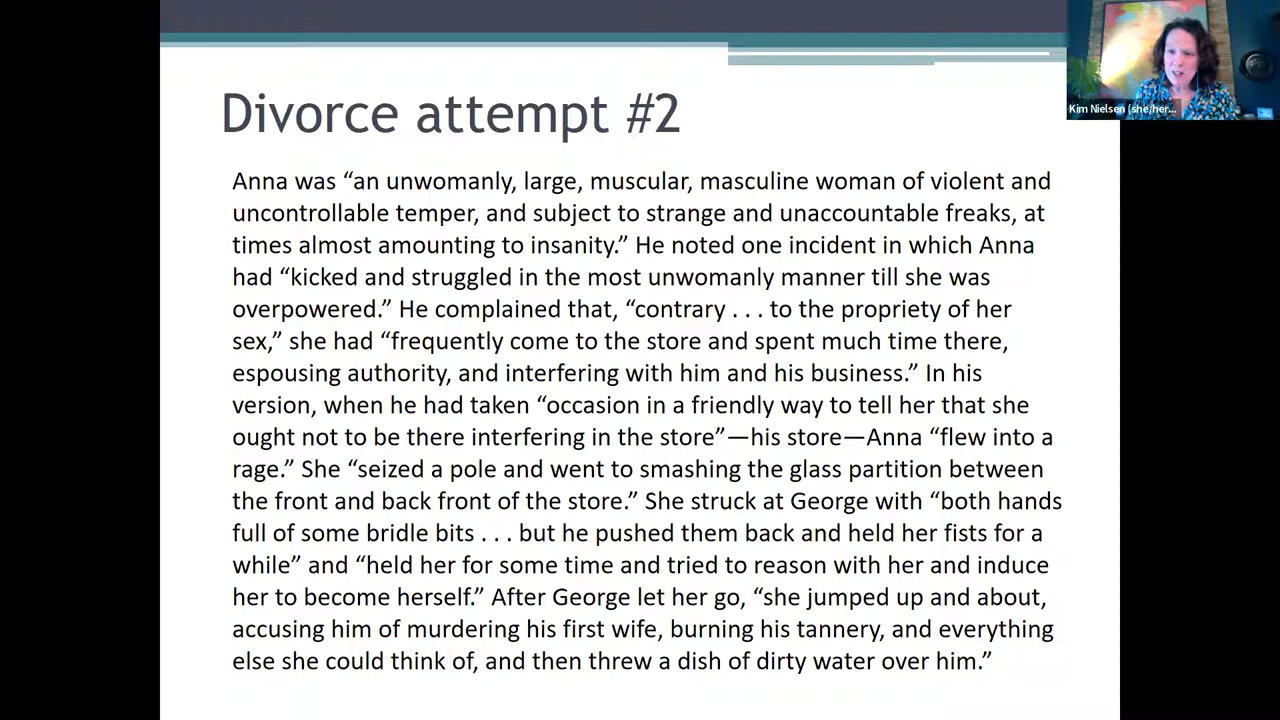 Divorce attempt #2
Kim Nielsen (she/her...
Anna was “an unwomanly, large, muscular, masculine woman of violent and
uncontrollable temper, and subject to strange and unaccountable freaks, at
times almost amounting to insanity.” He noted one incident in which Anna
had “kicked and struggled in the most unwomanly manner till she was
overpowered.” He complained that, “contrary . . . to the propriety of her
sex,” she had “frequently come to the store and spent much time there,
espousing authority, and interfering with him and his business.” In his
version, when he had taken “occasion in a friendly way to tell her that she
ought not to be there interfering in the store”—his store—Anna “flew into a
rage.” She “seized a pole and went to smashing the glass partition between
the front and back front of the store.” She struck at George with “both hands
full of some bridle bits . . . but he pushed them back and held her fists for a
while” and “held her for some time and tried to reason with her and induce
her to become herself.” After George let her go, “she jumped up and about,
accusing him of murdering his first wife, burning his tannery, and everything
else she could think of, and then threw a dish of dirty water over him.”